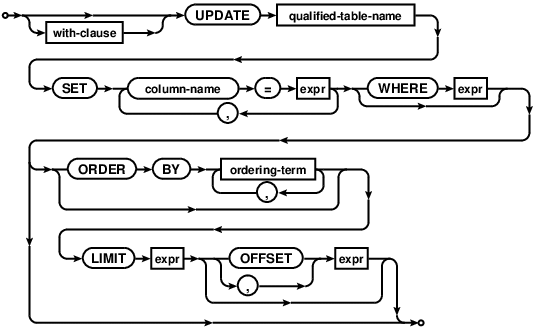 UPDATE qualified-table-name
with-clause
SET column-name = expr WHERE expr
,
ORDER BY ordering-term
,
LIMIT expr OFFSET expr
,